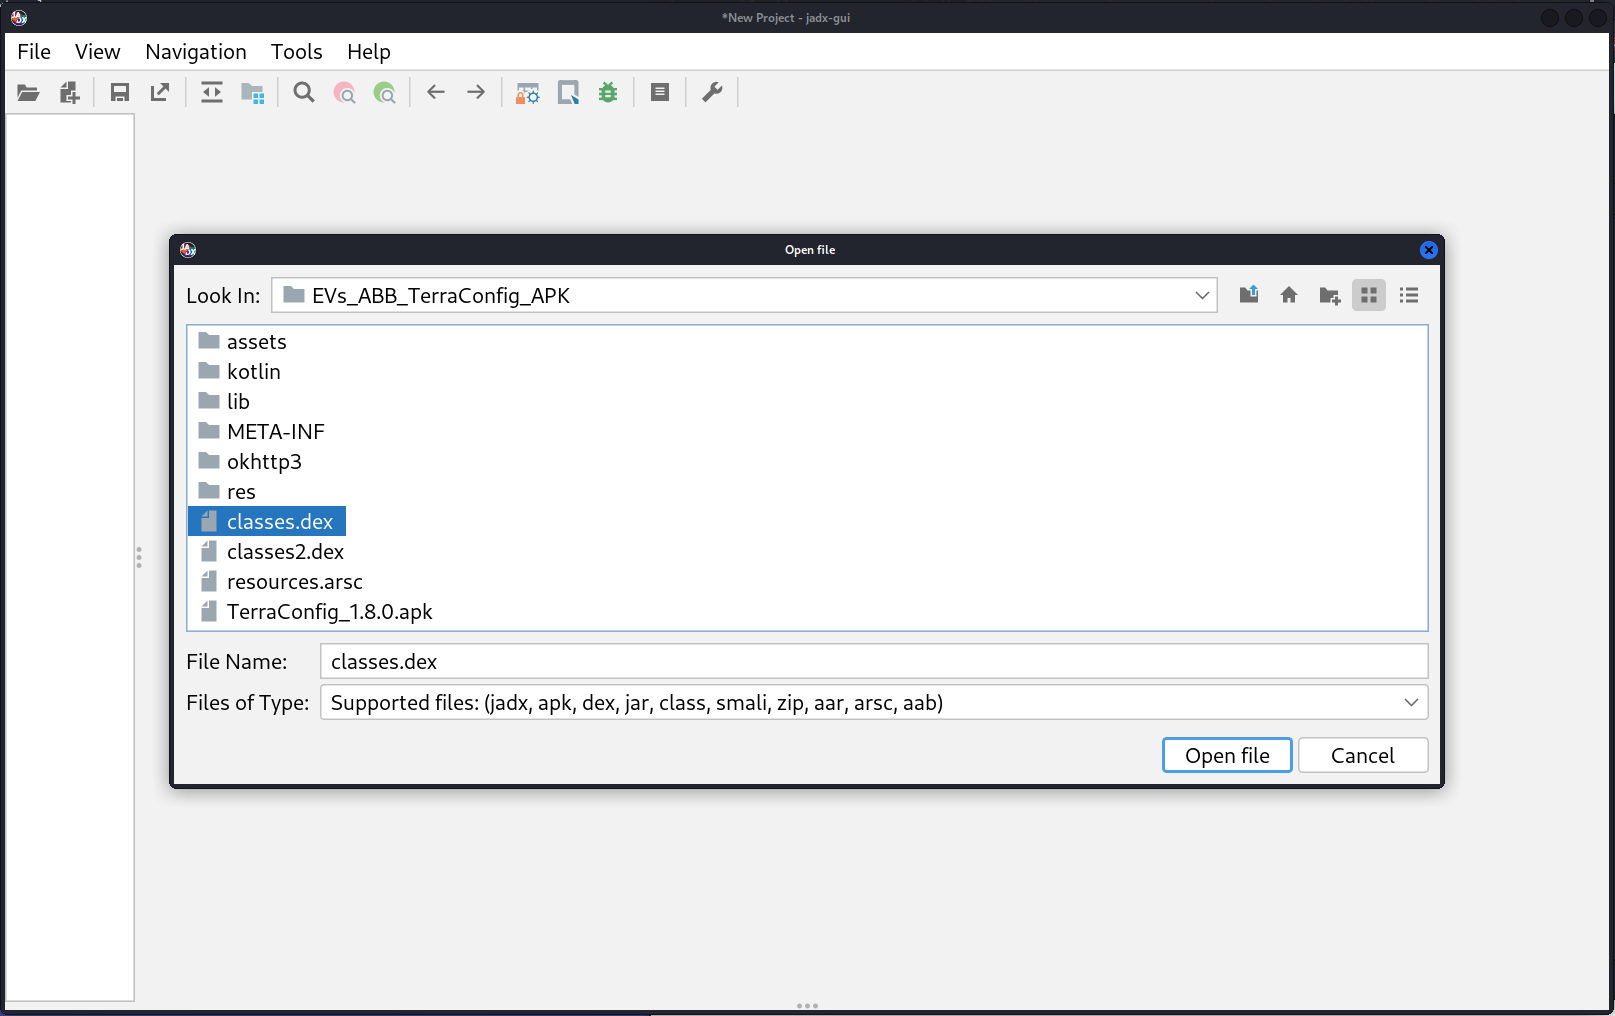 *New Project - jadx-gui
File View Navigation Tools Help
Open file
Look In: EVs_ABB_TerraConfig_APK
assets
kotlin
lib
META-INF
okhttp3
res
classes.dex
classes2.dex
resources.arsc
TerraConfig_1.8.0.apk
File Name: classes.dex
Files of Type: Supported files: (jadx, apk, dex, jar, class, smali, zip, aar, arsc, aab)
Open file Cancel